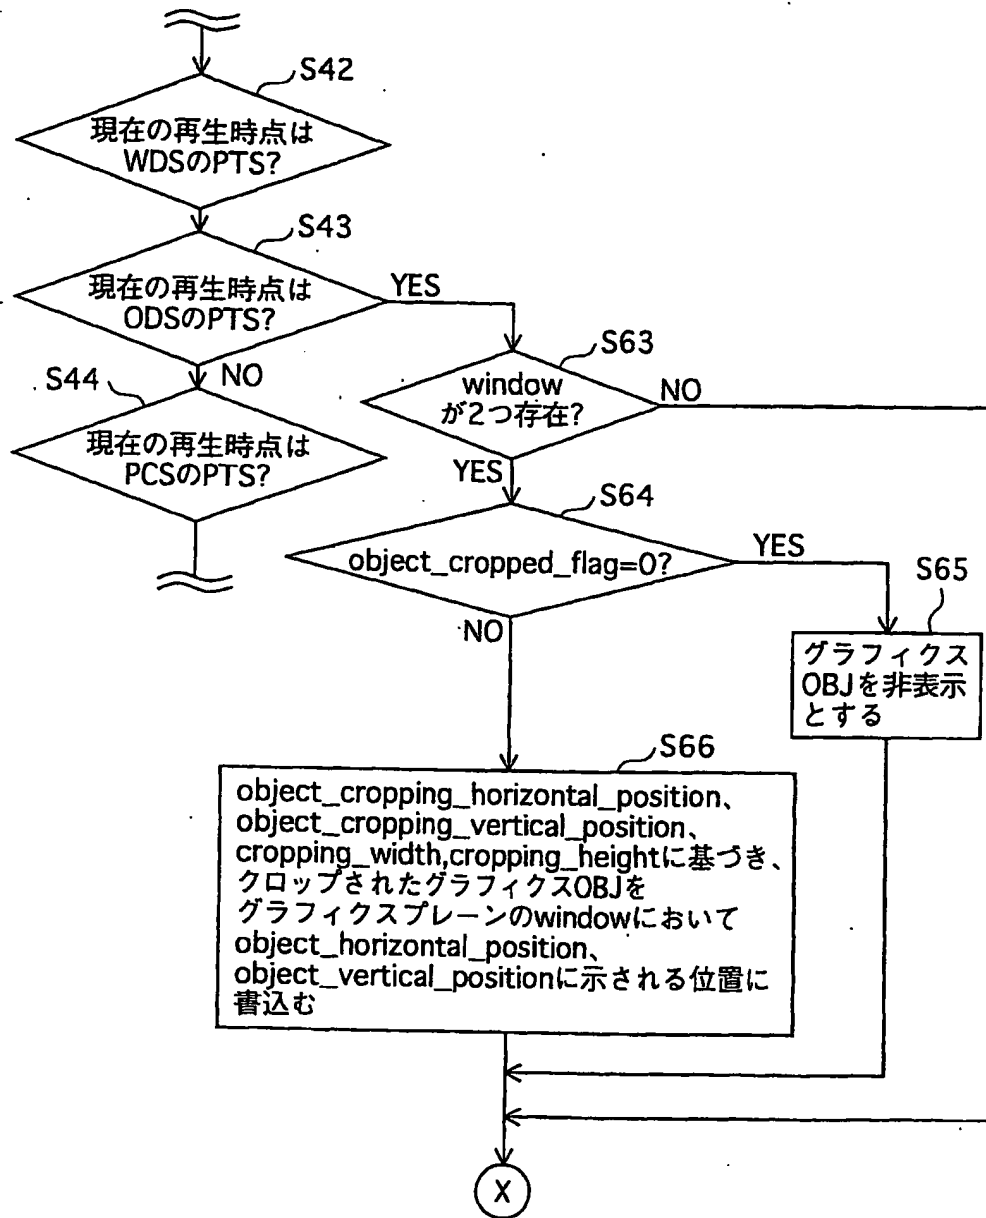 S42
現在の再生時点は
WDSのPTS?
S43
現在の再生時点は
ODSのPTS?
YES
S63
window
が2つ存在?
NO
S44
NO
現在の再生時点は
PCSのPTS?
YES
S64
object_cropped_flag=0?
YES
S65
NO
グラフィクス
OBJを非表示
とする
S66
object_cropping_horizontal_position、
object_cropping_vertical_position、
cropping_width,cropping_heightに基づき、
クロップされたグラフィクスOBJを
グラフィクスプレーンのwindowにおいて
object_horizontal_position、
object_vertical_positionに示される位置に
書込む
X